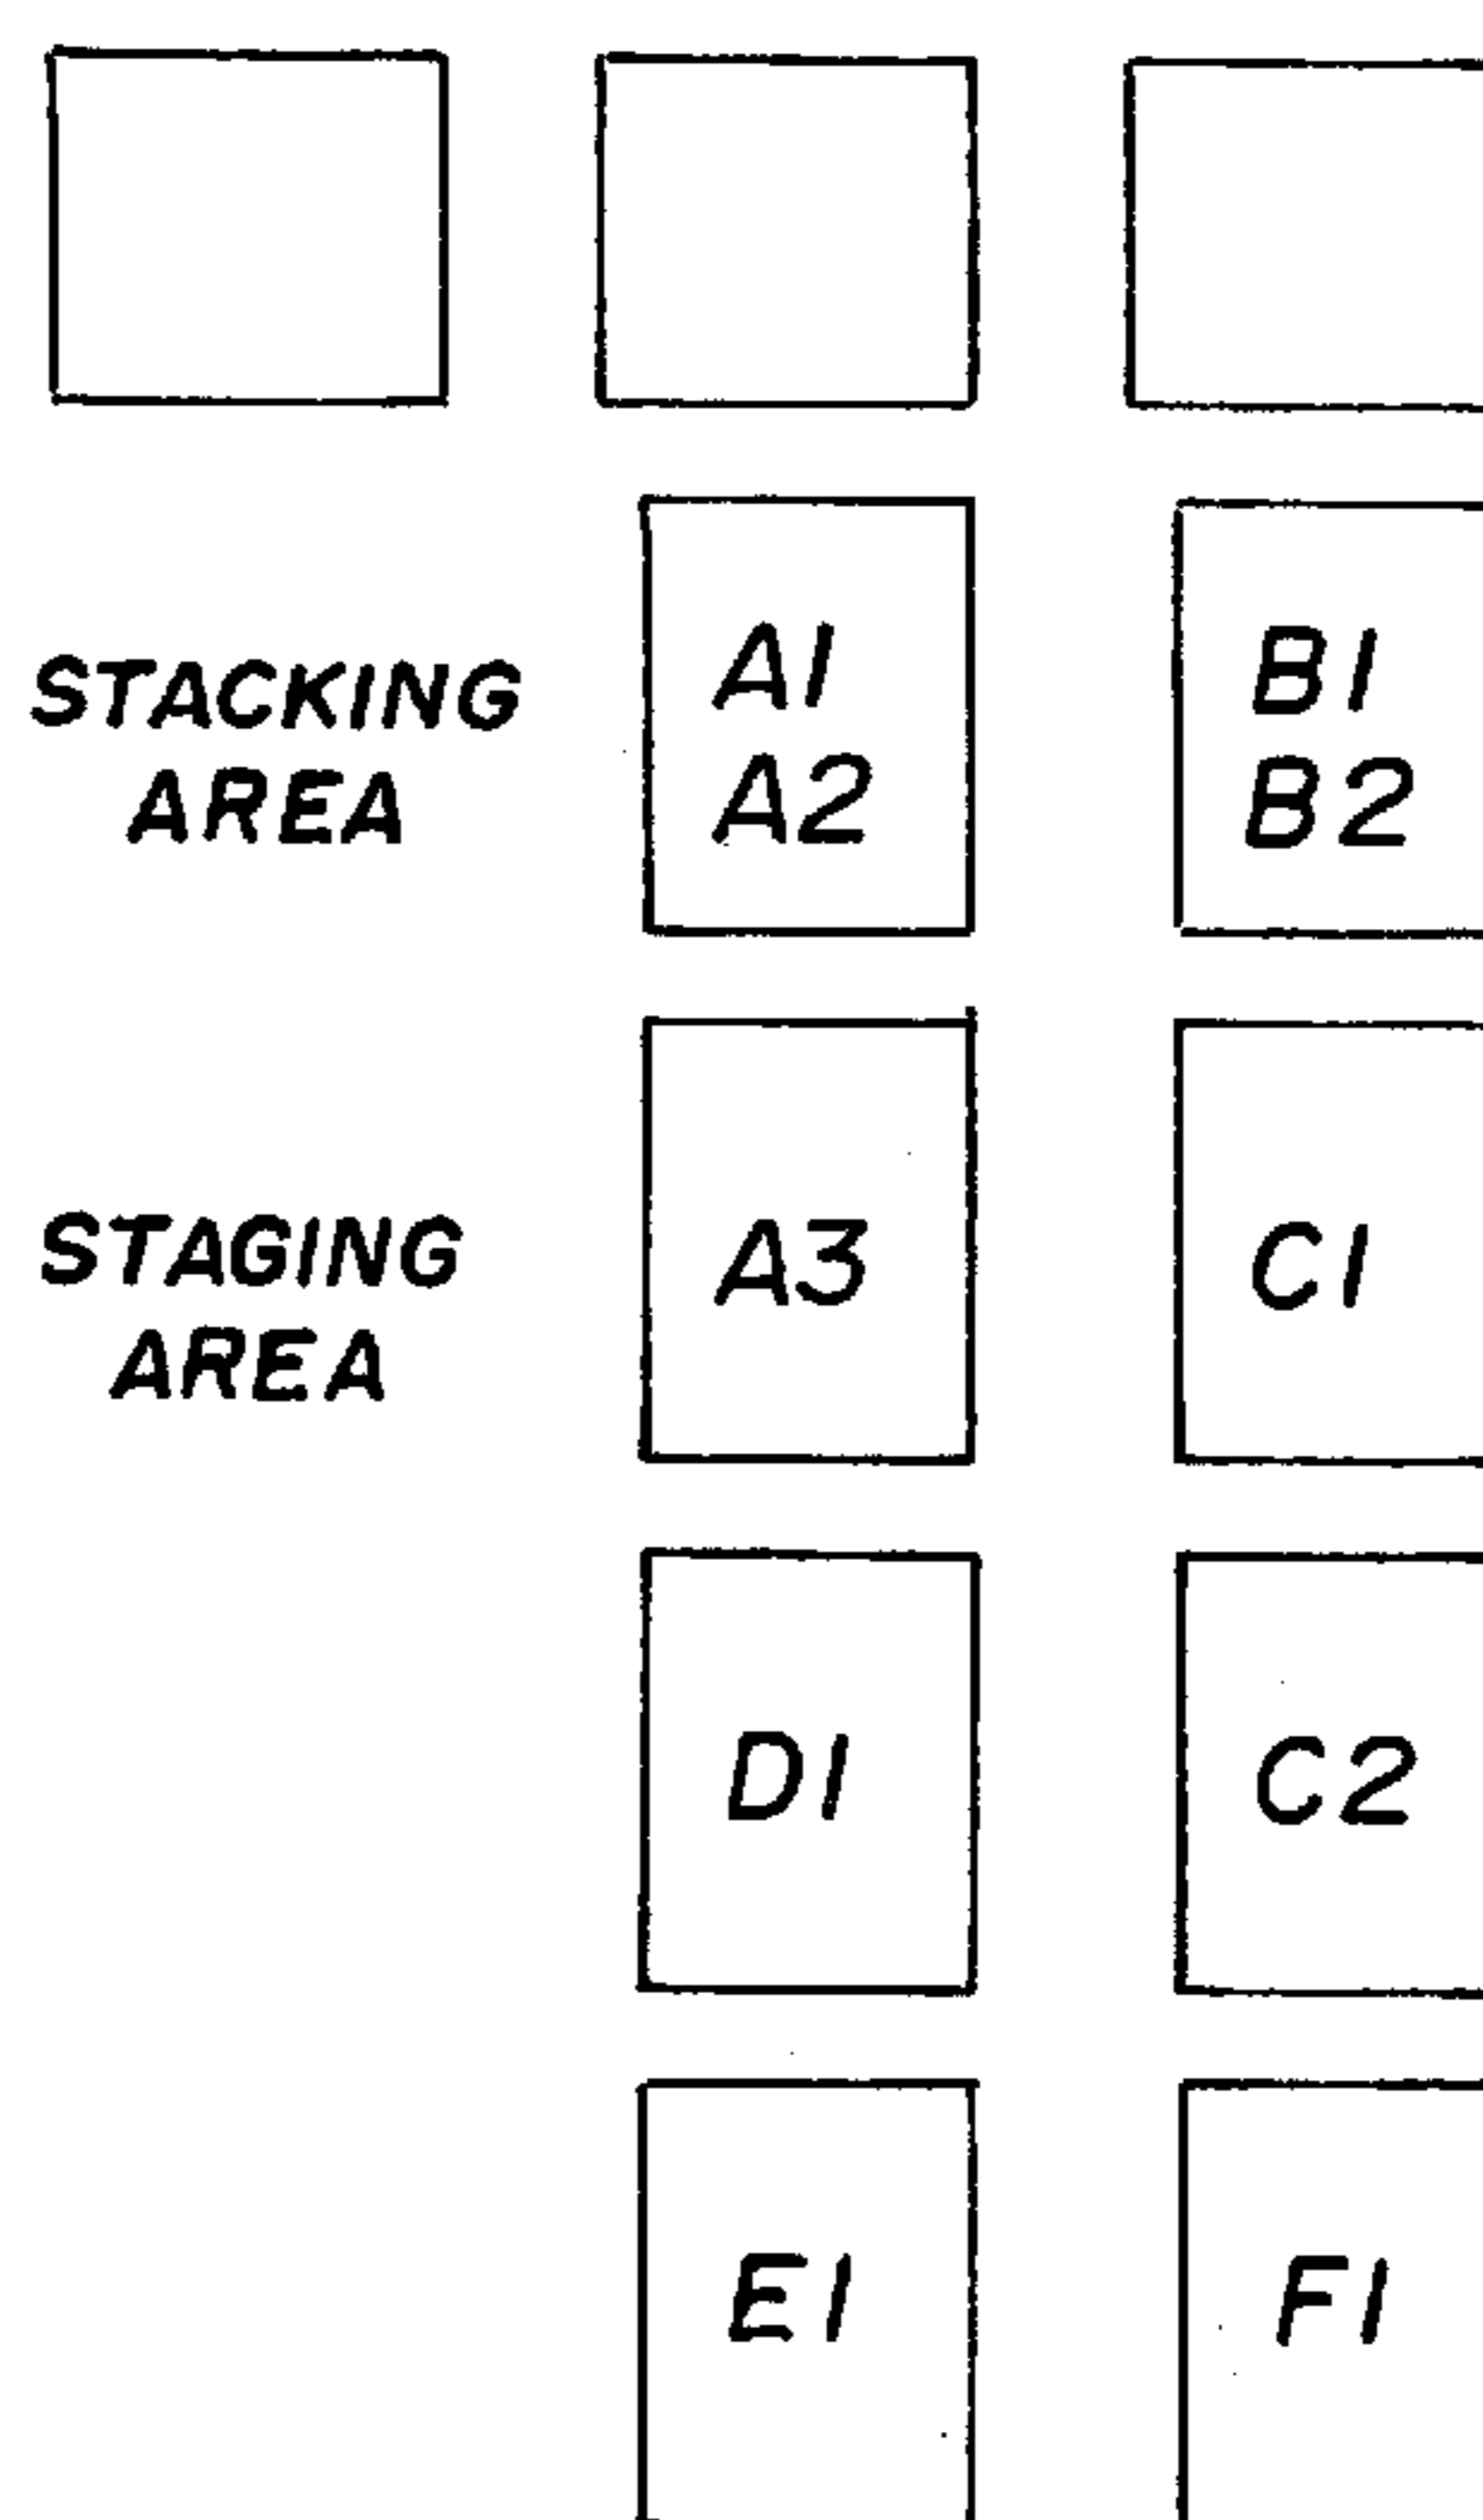 STACKING
AREA
A1
A2
B1
B2
STAGING
AREA
A3
C1
D1
C2
E1
F1